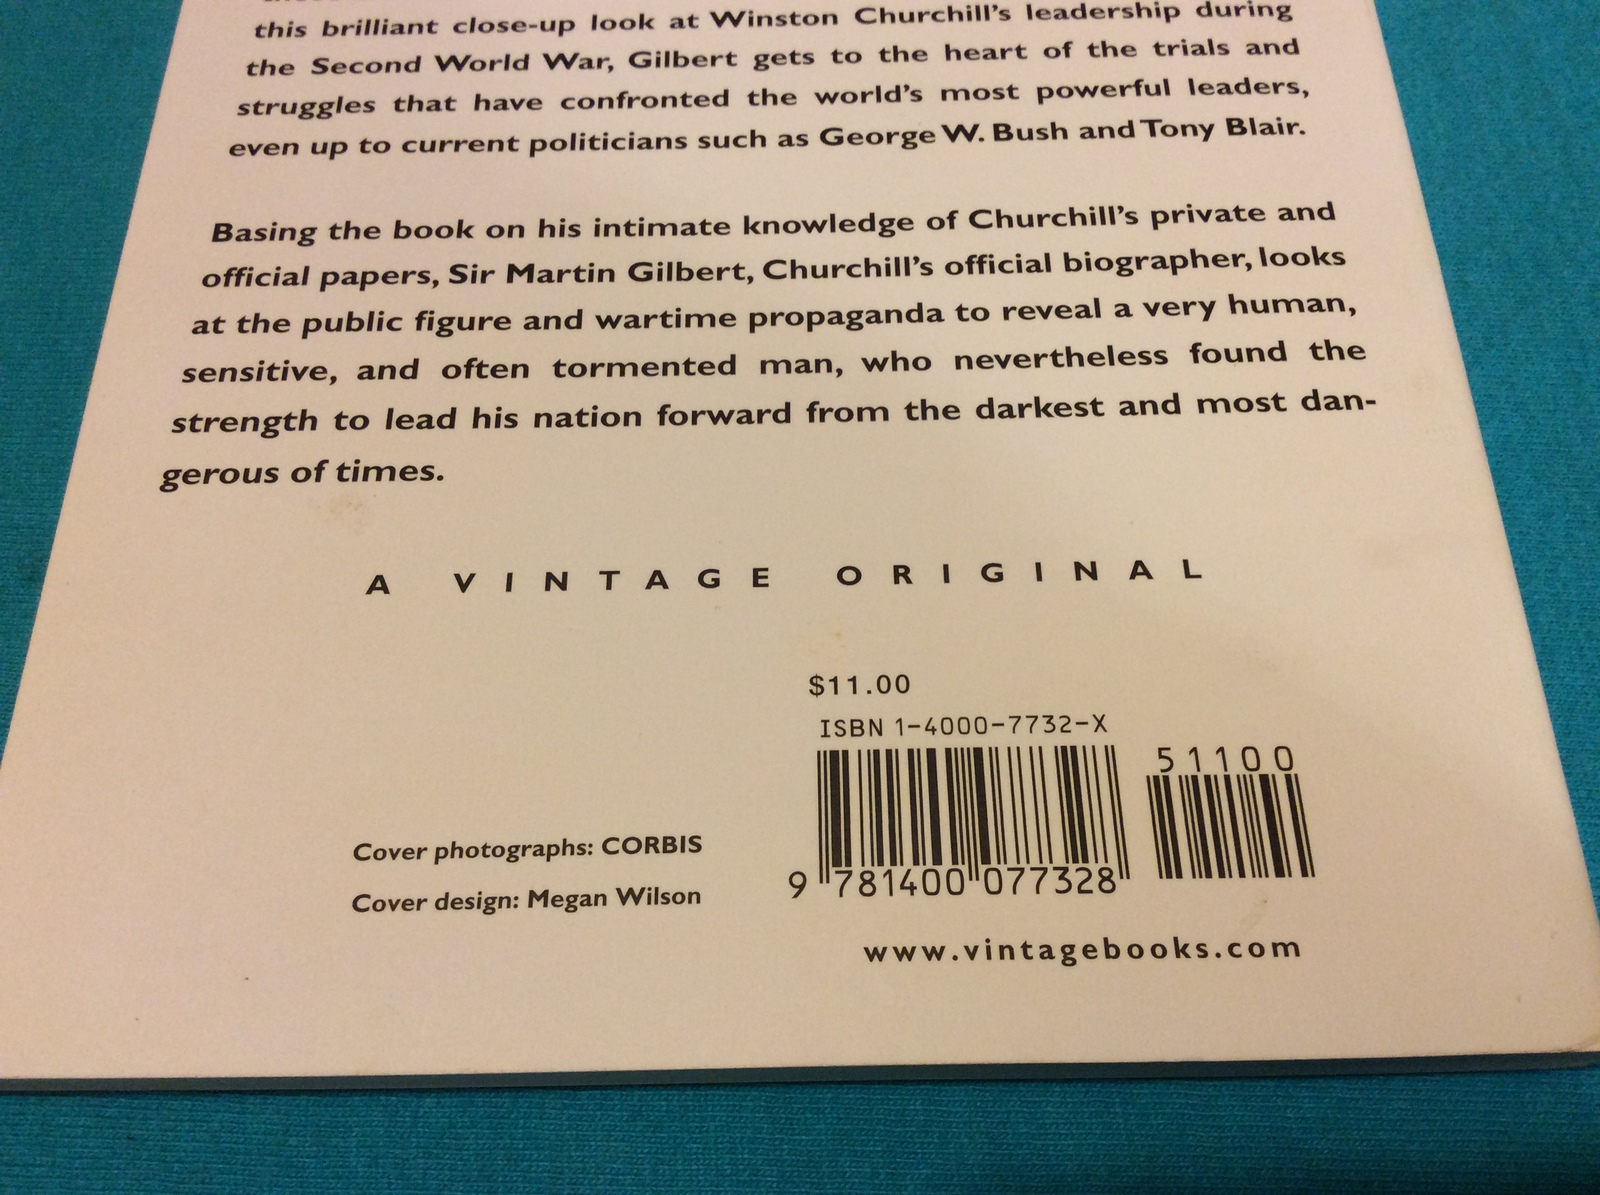 this brilliant close-up look at Winston Churchill's leadership during
the Second World War, Gilbert gets to the heart of the trials and
struggles that have confronted the world's most powerful leaders,
even up to current politicians such as George W. Bush and Tony Blair.
Basing the book on his intimate knowledge of Churchill's private and
official papers, Sir Martin Gilbert, Churchill's official biographer, looks
at the public figure and wartime propaganda to reveal a very human,
sensitive, and often tormented man, who nevertheless found the
strength to lead his nation forward from the darkest and most dan-
gerous of times.
A VINTAGE ORIGINAL
$11.00
ISBN 1-4000-7732-X
51100
9 781400 077328
Cover photographs: CORBIS
Cover design: Megan Wilson
www.vintagebooks.com